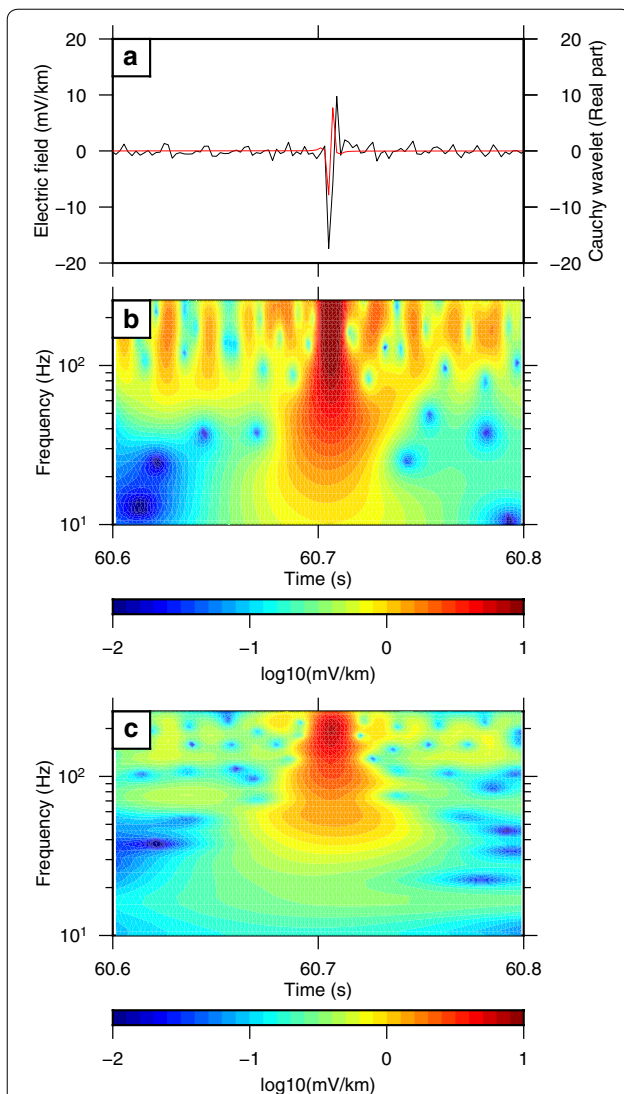 a
20
10
0
−10
−20
Electric field (mV/km)
20
10
0
−10
−20
Cauchy wavelet (Real part)
b
10²
10¹
Frequency (Hz)
60.6 60.7 60.8
Time (s)
−2 −1 0 1
log10(mV/km)
c
10²
10¹
Frequency (Hz)
60.6 60.7 60.8
Time (s)
−2 −1 0 1
log10(mV/km)